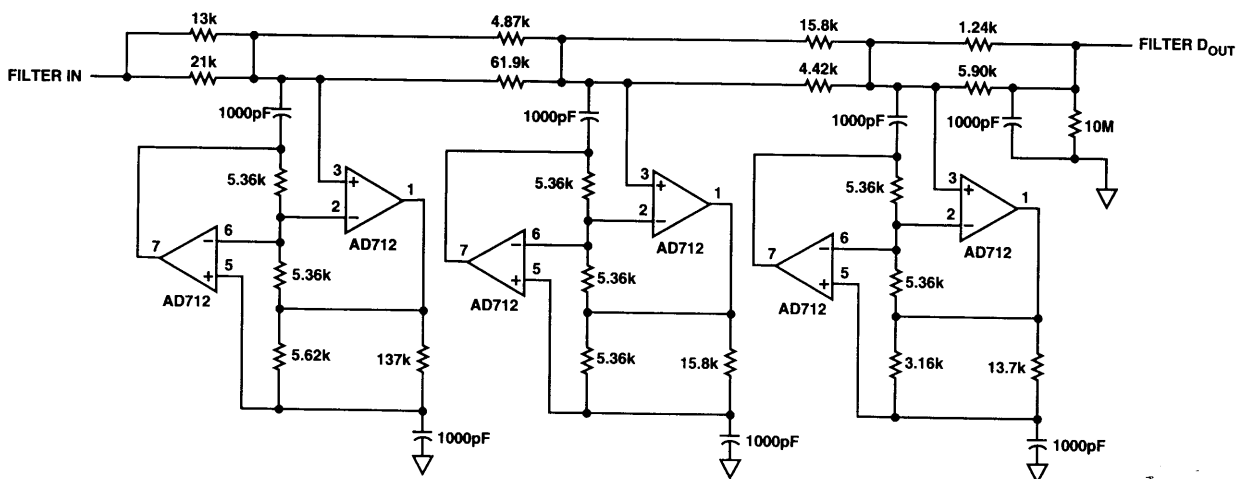 13k
4.87k
15.8k
1.24k
FILTER D_OUT
FILTER IN
21k
61.9k
4.42k
5.90k
1000pF
1000pF
1000pF
1000pF
10M
5.36k
3
+
1
2
−
AD712
7
6
−
5
+
AD712
5.36k
5.62k
137k
1000pF
5.36k
3
+
1
2
−
AD712
7
6
−
5
+
AD712
5.36k
5.36k
15.8k
1000pF
5.36k
3
+
1
2
−
AD712
7
6
−
5
+
AD712
5.36k
3.16k
13.7k
1000pF